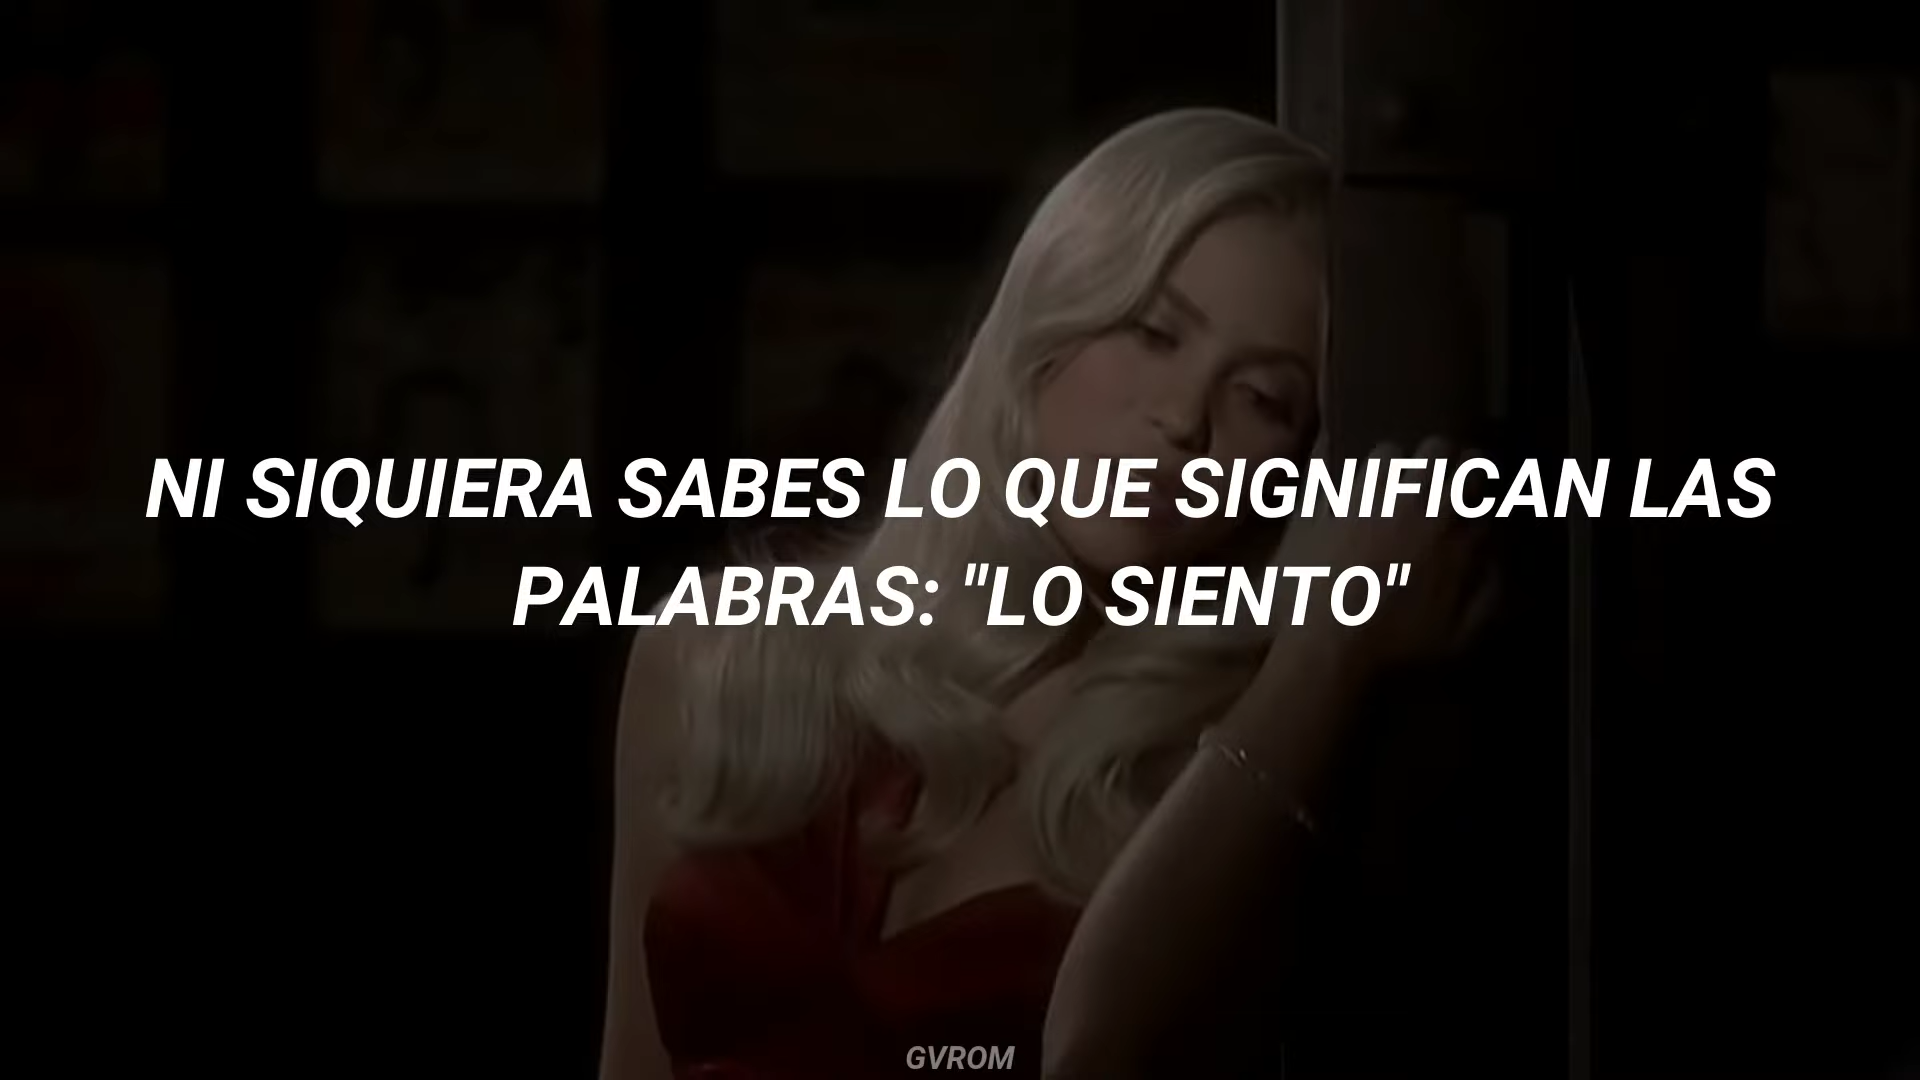 NI SIQUIERA SABES LO QUE SIGNIFICAN LAS
PALABRAS: "LO SIENTO"
GVROM